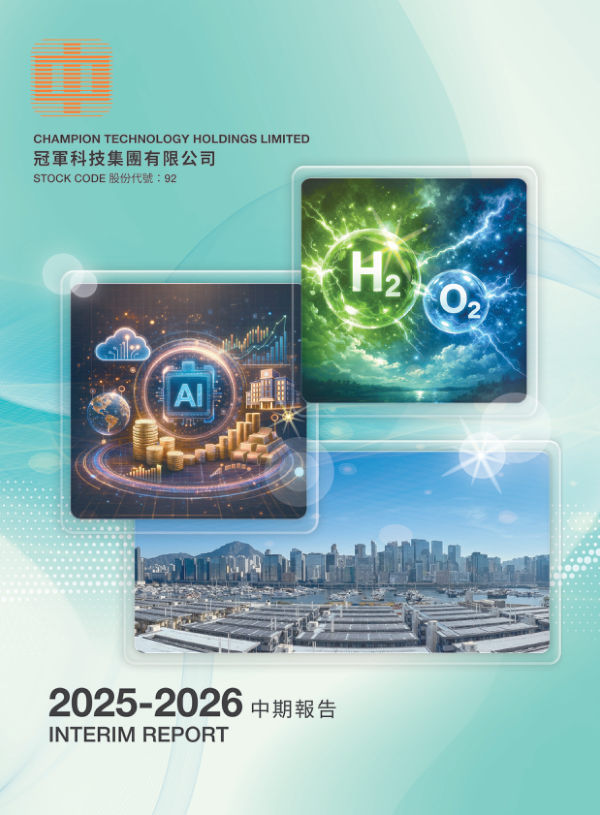 CHAMPION TECHNOLOGY HOLDINGS LIMITED
冠軍科技集團有限公司
STOCK CODE 股份代號：92
H2
O2
AI
2025-2026 中期報告
INTERIM REPORT